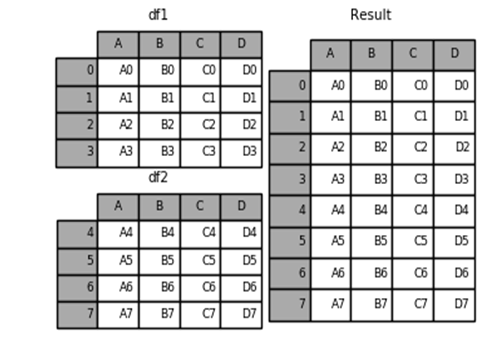 df1
A B C D
0 A0 B0 C0 D0
1 A1 B1 C1 D1
2 A2 B2 C2 D2
3 A3 B3 C3 D3
df2
A B C D
4 A4 B4 C4 D4
5 A5 B5 C5 D5
6 A6 B6 C6 D6
7 A7 B7 C7 D7
Result
A B C D
0 A0 B0 C0 D0
1 A1 B1 C1 D1
2 A2 B2 C2 D2
3 A3 B3 C3 D3
4 A4 B4 C4 D4
5 A5 B5 C5 D5
6 A6 B6 C6 D6
7 A7 B7 C7 D7